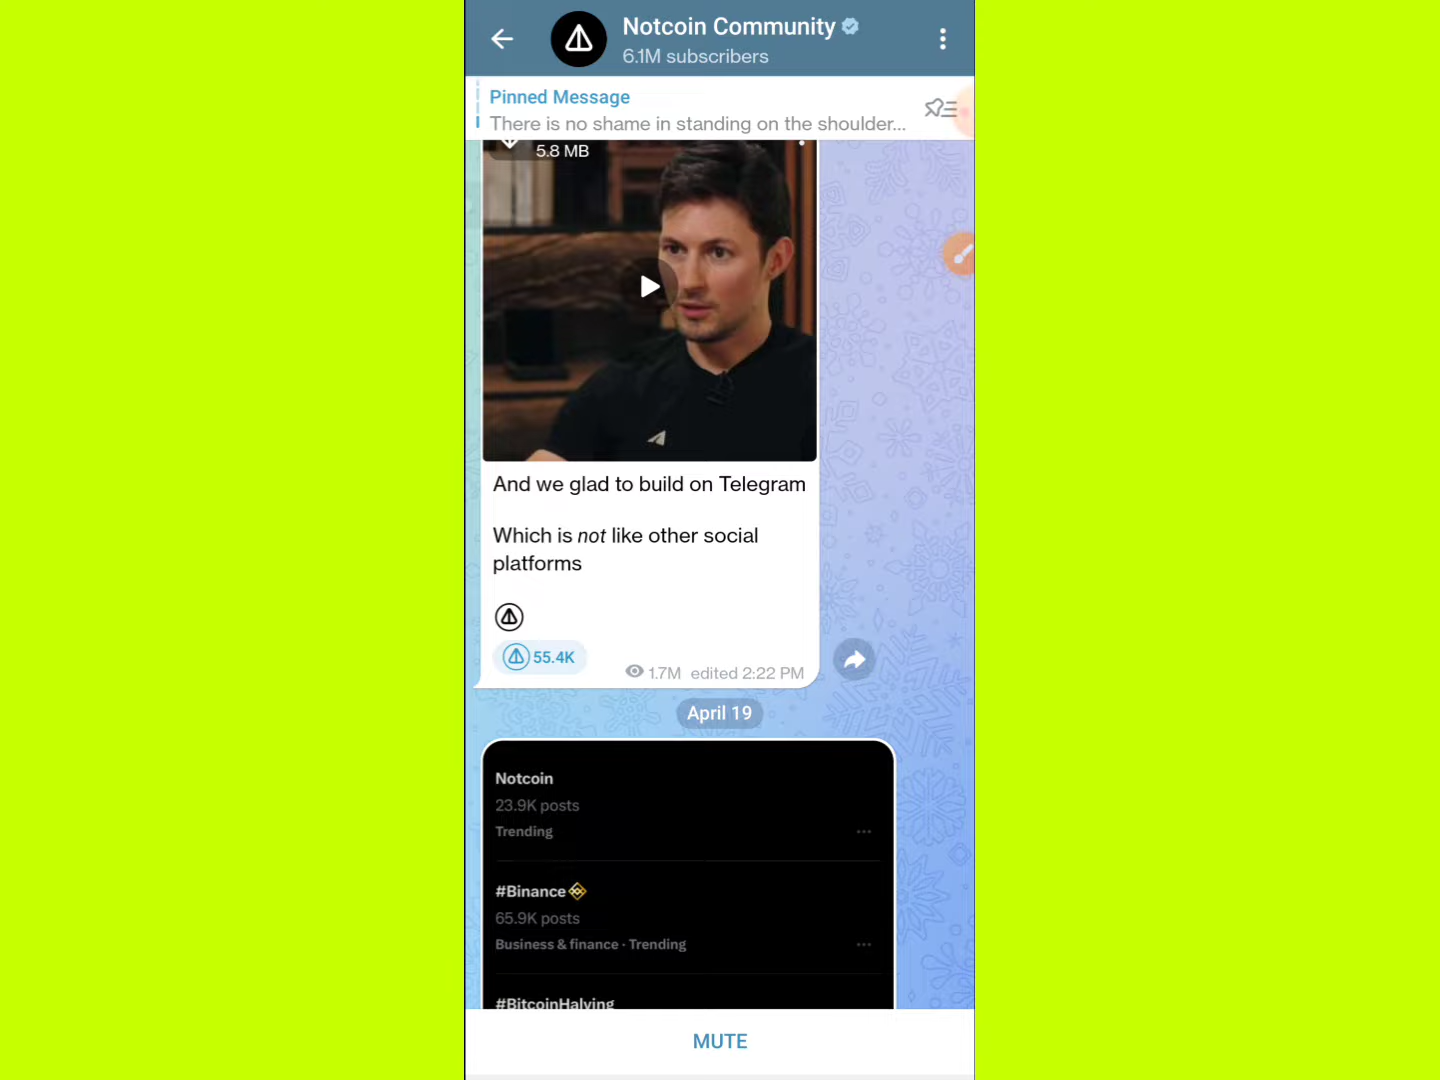 Notcoin Community
6.1M subscribers
Pinned Message
There is no shame in standing on the shoulder...
5.8 MB
And we glad to build on Telegram
Which is not like other social
platforms
55.4K
1.7M edited 2:22 PM
April 19
Notcoin
23.9K posts
Trending
#Binance
65.9K posts
Business & finance · Trending
#BitcoinHalving
MUTE